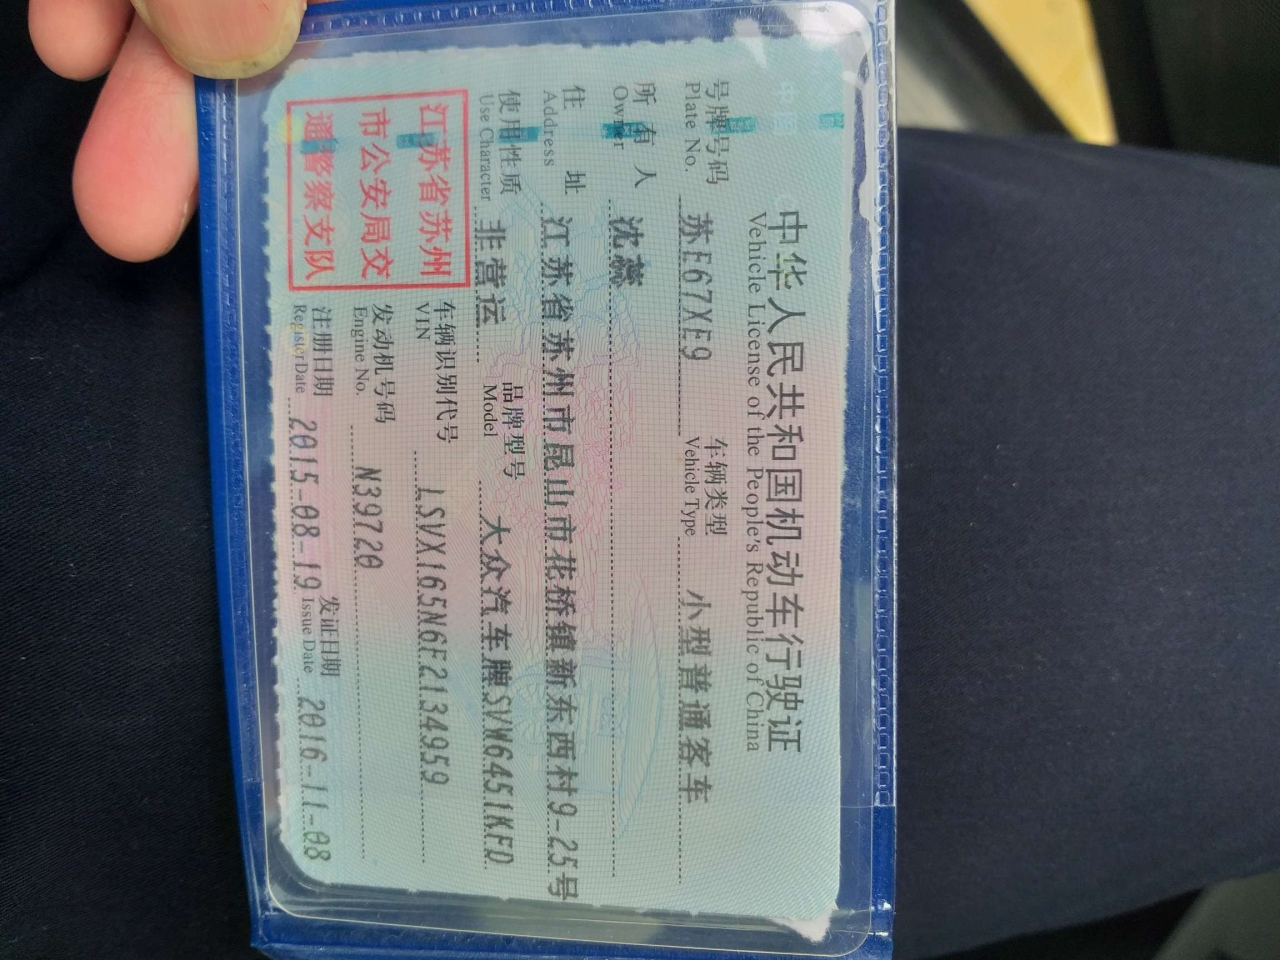 中华人民共和国机动车行驶证
Vehicle License of the People's Republic of China
号牌号码 苏E67XE9 车辆类型 小型普通客车
Plate No. Vehicle Type
所有人 沈蕊
Owner
住址 江苏省苏州市昆山市花桥镇新东西村9-25号
Address
使用性质 非营运 品牌型号 大众汽车牌SVW6451KFD
Use Character Model
江苏省苏州
市公安局交
通警察支队
车辆识别代号 LSVX165N6F2134959
VIN
发动机号码 N39720
Engine No.
注册日期 2015-08-19 发证日期 2016-11-08
Register Date Issue Date